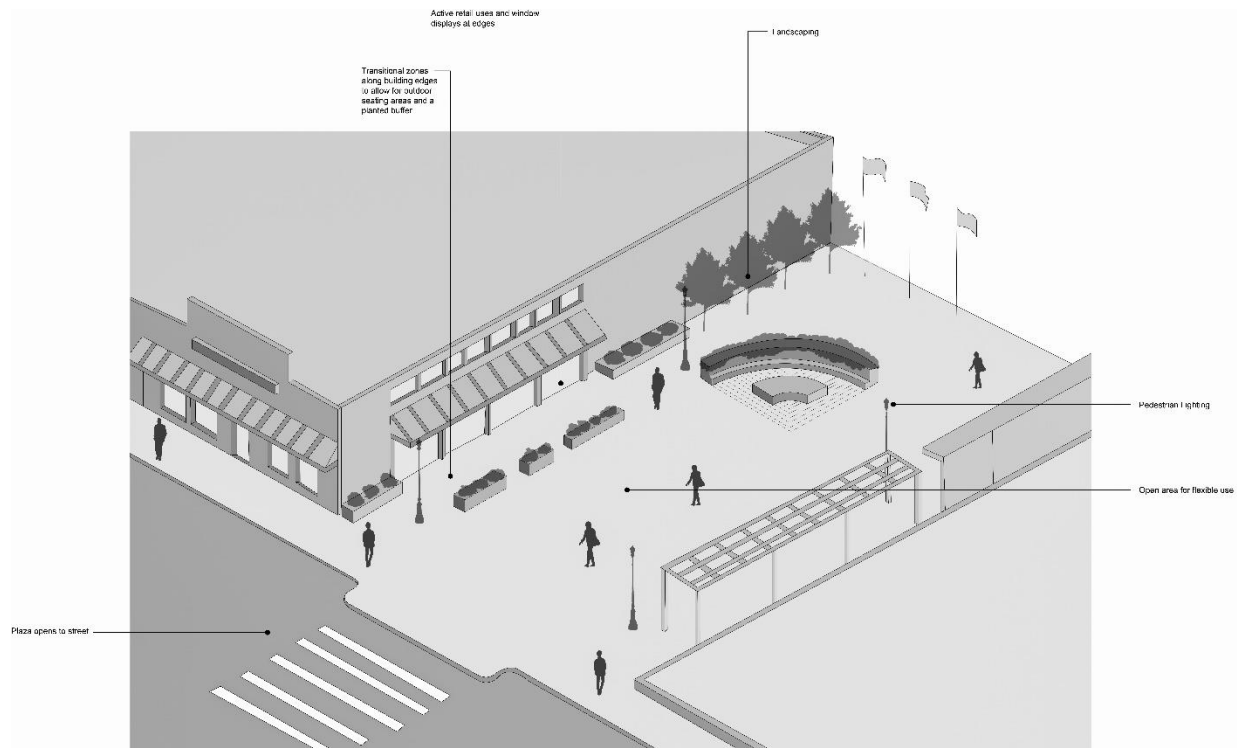 Active retail uses and window
displays at edges
Landscaping
Transitional zones
along building edges
to allow for outdoor
seating areas and a
planted buffer
Pedestrian Lighting
Open area for flexible use
Plaza opens to street